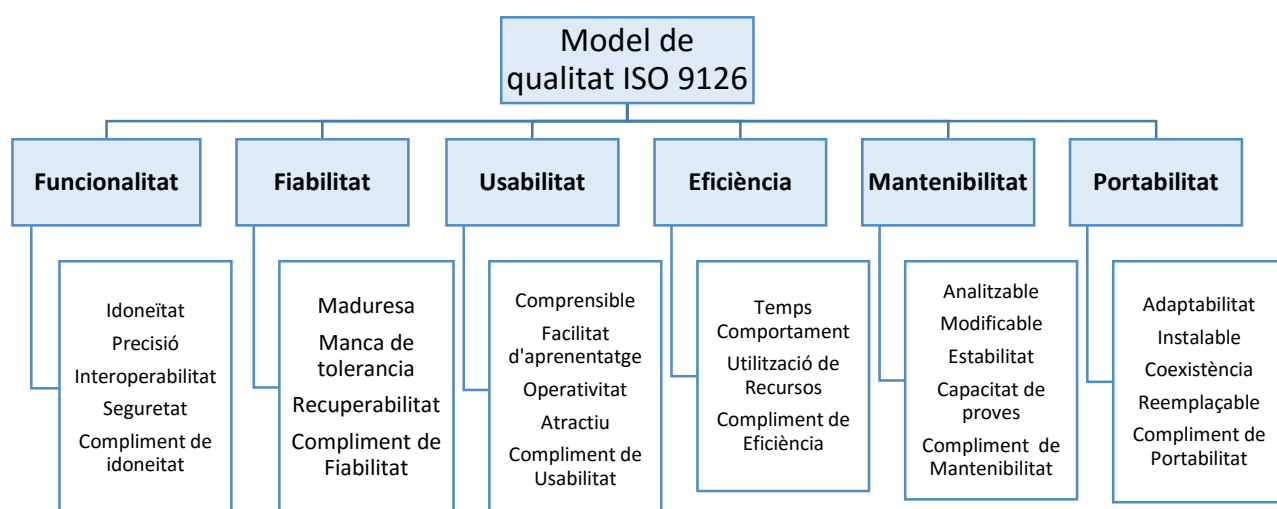 Model de
qualitat ISO 9126
Funcionalitat
Fiabilitat
Usabilitat
Eficiència
Mantenibilitat
Portabilitat
Idoneïtat
Precisió
Interoperabilitat
Seguretat
Compliment de
idoneitat
Maduresa
Manca de
tolerancia
Recuperabilitat
Compliment de
Fiabilitat
Comprensible
Facilitat
d'aprenentatge
Operativitat
Atractiu
Compliment de
Usabilitat
Temps
Comportament
Utilització de
Recursos
Compliment de
Eficiència
Analitzable
Modificable
Estabilitat
Capacitat de
proves
Compliment de
Mantenibilitat
Adaptabilitat
Instalable
Coexistència
Reemplaçable
Compliment de
Portabilitat